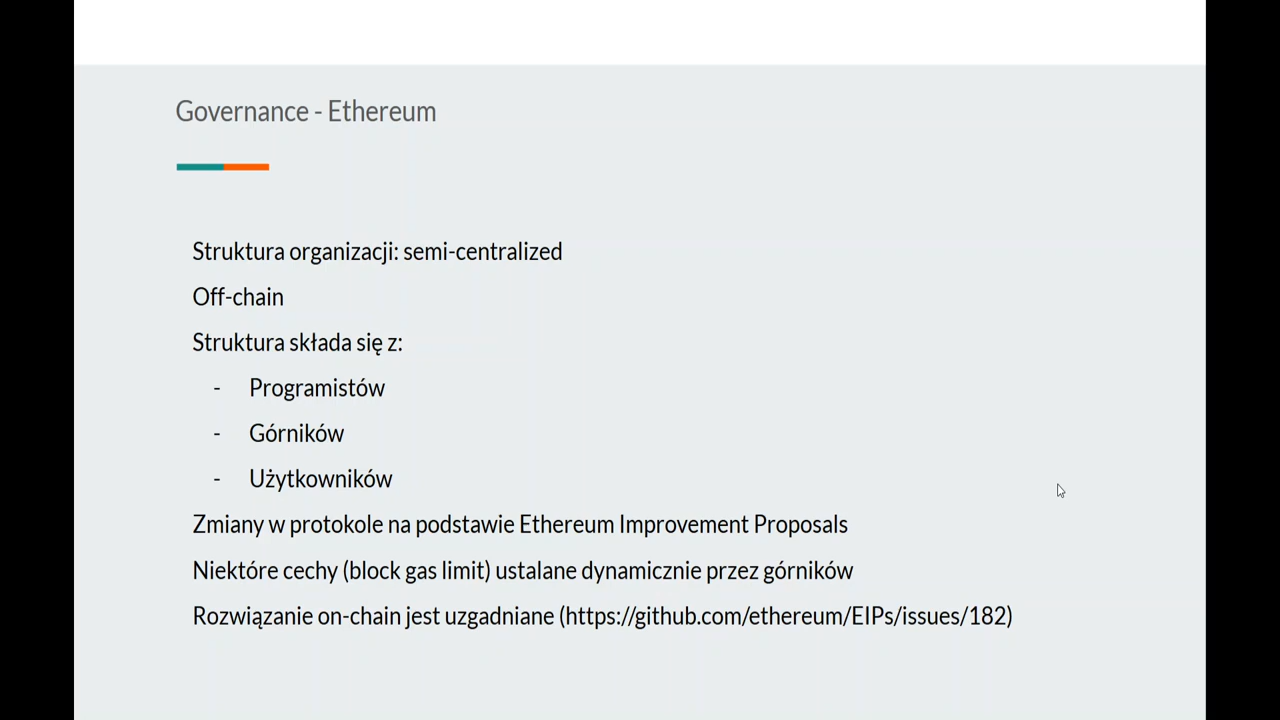 Governance - Ethereum
Struktura organizacji: semi-centralized
Off-chain
Struktura składa się z:
- Programistów
- Górników
- Użytkowników
Zmiany w protokole na podstawie Ethereum Improvement Proposals
Niektóre cechy (block gas limit) ustalane dynamicznie przez górników
Rozwiązanie on-chain jest uzgadniane (https://github.com/ethereum/EIPs/issues/182)